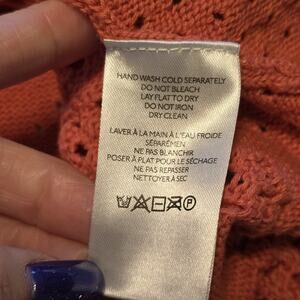 HAND WASH COLD SEPARATELY
DO NOT BLEACH
LAY FLAT TO DRY
DO NOT IRON
DRY CLEAN
LAVER À LA MAIN À L'EAU FROIDE
SÉPARÉMEN
NE PAS BLANCHIR
POSER À PLAT POUR LE SÉCHAGE
NE PAS REPASSER
NETTOYER À SEC
P